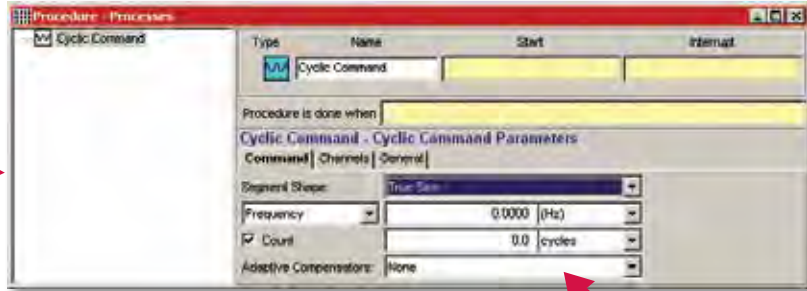 Procedure - Processes
Cyclic Command
Type Name Start Interrupt
Cyclic Command
Procedure is done when
Cyclic Command - Cyclic Command Parameters
Command Channels General
Segment Shape: True Sine
Frequency 0.0000 (Hz)
Count 0.0 cycles
Adaptive Compensators: None